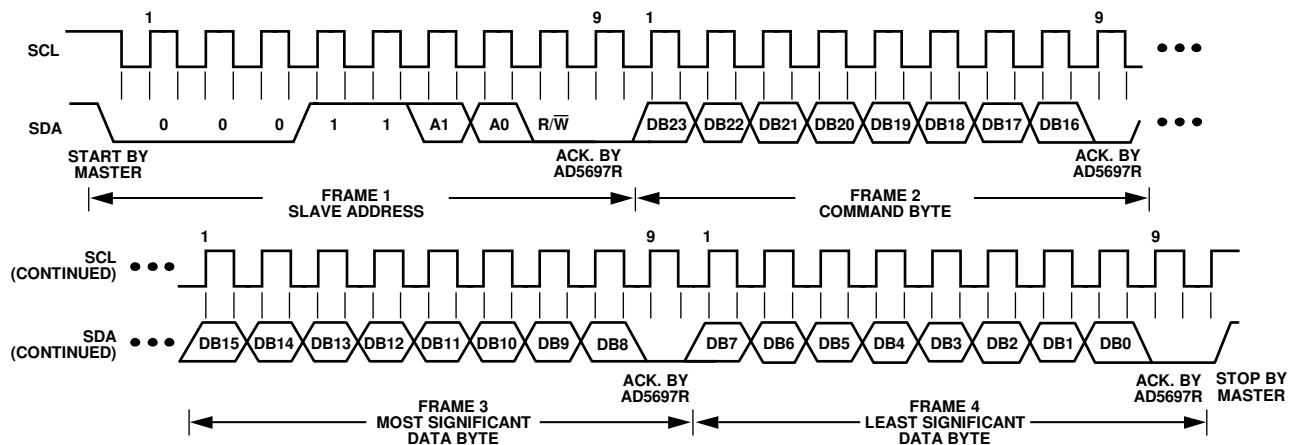 1 9 1 9
SCL
SDA 0 0 0 1 1 A1 A0 R/W̅ DB23 DB22 DB21 DB20 DB19 DB18 DB17 DB16
START BY
MASTER
ACK. BY
AD5697R
ACK. BY
AD5697R
FRAME 1
SLAVE ADDRESS
FRAME 2
COMMAND BYTE
1 9 1 9
SCL
(CONTINUED)
SDA
(CONTINUED)
DB15 DB14 DB13 DB12 DB11 DB10 DB9 DB8 DB7 DB6 DB5 DB4 DB3 DB2 DB1 DB0
ACK. BY
AD5697R
ACK. BY
AD5697R
STOP BY
MASTER
FRAME 3
MOST SIGNIFICANT
DATA BYTE
FRAME 4
LEAST SIGNIFICANT
DATA BYTE